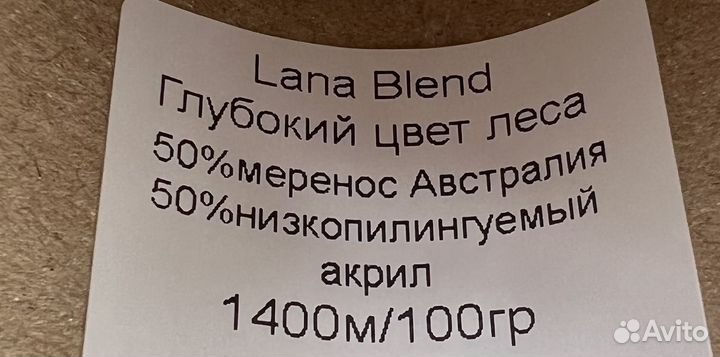 Lana Blend
Глубокий цвет леса
50%меренос Австралия
50%низкопилингуемый
акрил
1400м/100гр
Avito